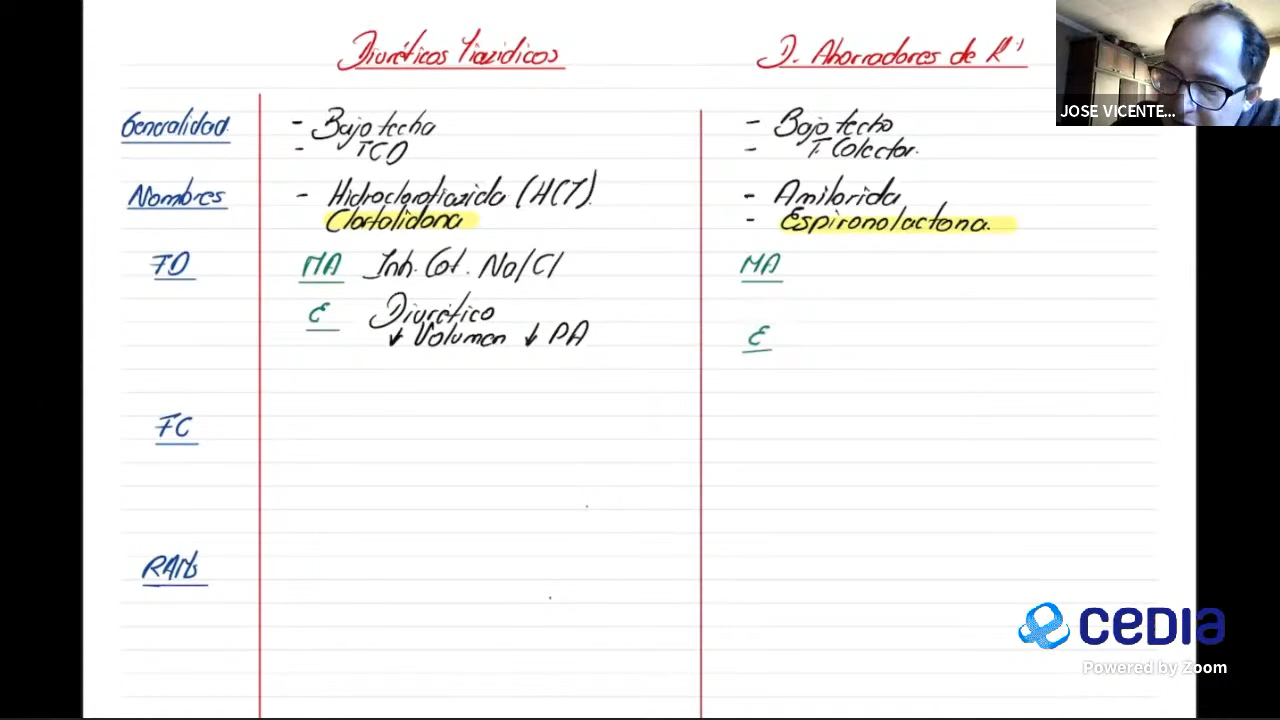 Diuréticos Tiazídicos
D. Ahorradores de K⁺
JOSE VICENTE...
Generalidad
- Bajo techo
- TCD
- Bajo techo
- T. Colector.
Nombres
- Hidroclorotiazida (HCT).
Clortalidona
- Amilorida
- Espironolactona.
FD
MA Inh. Cot. Na/Cl
E Diurético
↓ Volumen ↓ PA
MA
E
FC
RAMs
cedia
Powered by Zoom